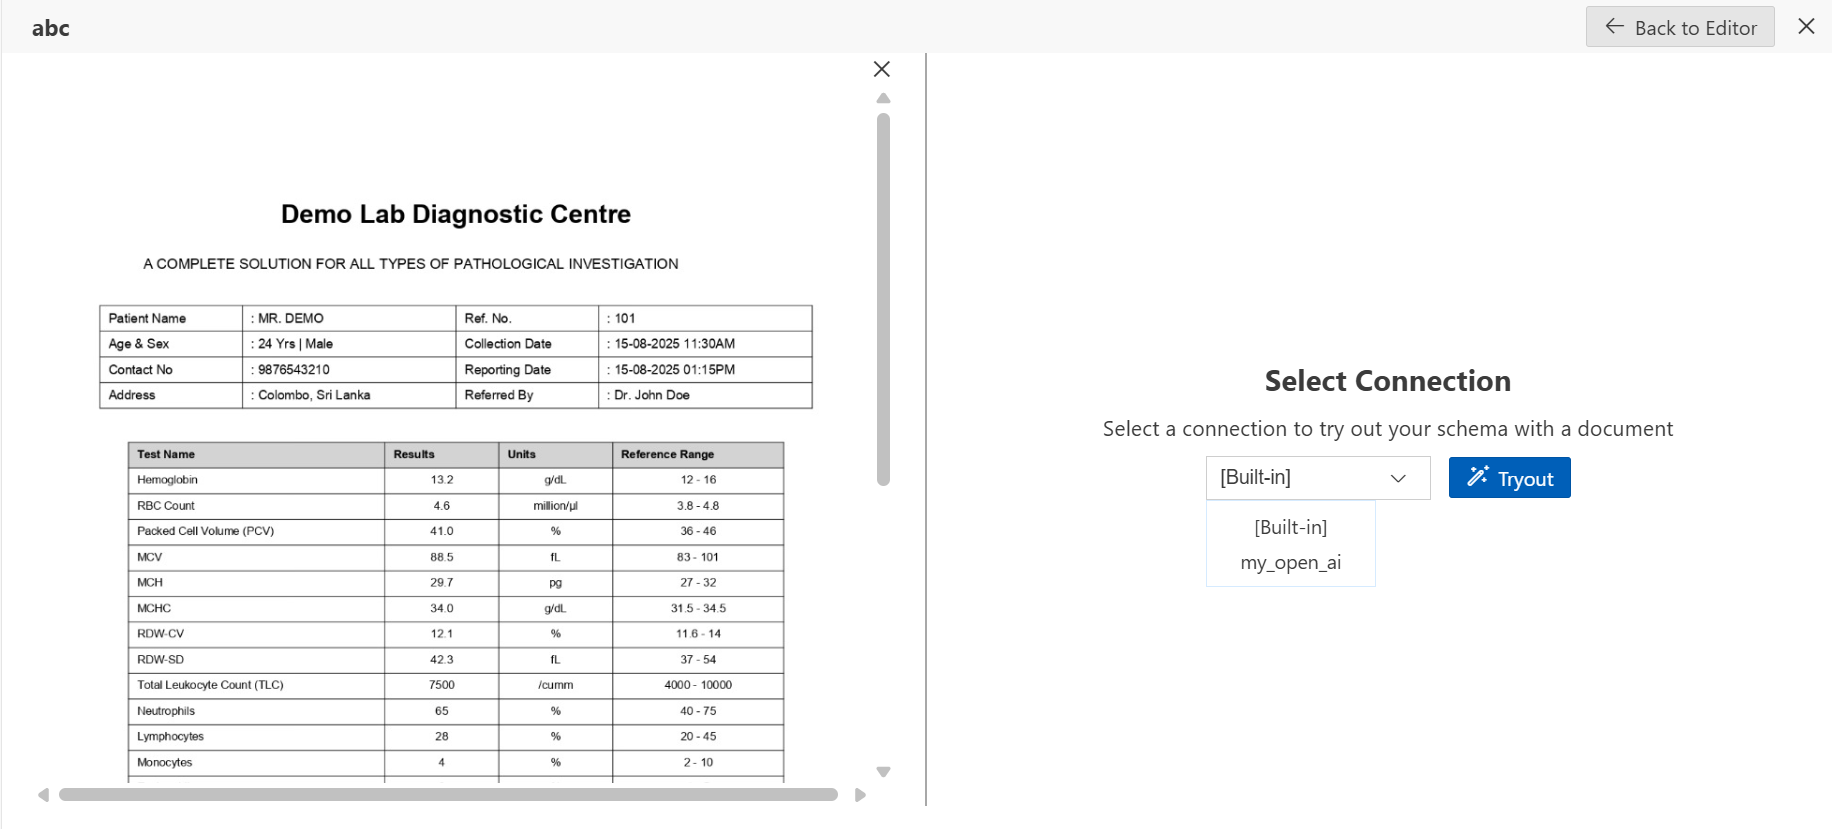 abc
Back to Editor
Demo Lab Diagnostic Centre
A COMPLETE SOLUTION FOR ALL TYPES OF PATHOLOGICAL INVESTIGATION
Patient Name : MR. DEMO Ref. No. : 101
Age & Sex : 24 Yrs | Male Collection Date : 15-08-2025 11:30AM
Contact No : 9876543210 Reporting Date : 15-08-2025 01:15PM
Address : Colombo, Sri Lanka Referred By : Dr. John Doe
Test Name Results Units Reference Range
Hemoglobin 13.2 g/dL 12 - 16
RBC Count 4.6 million/µl 3.8 - 4.8
Packed Cell Volume (PCV) 41.0 % 36 - 46
MCV 88.5 fL 83 - 101
MCH 29.7 pg 27 - 32
MCHC 34.0 g/dL 31.5 - 34.5
RDW-CV 12.1 % 11.6 - 14
RDW-SD 42.3 fL 37 - 54
Total Leukocyte Count (TLC) 7500 /cumm 4000 - 10000
Neutrophils 65 % 40 - 75
Lymphocytes 28 % 20 - 45
Monocytes 4 % 2 - 10
Select Connection
Select a connection to try out your schema with a document
[Built-in] Tryout
[Built-in]
my_open_ai